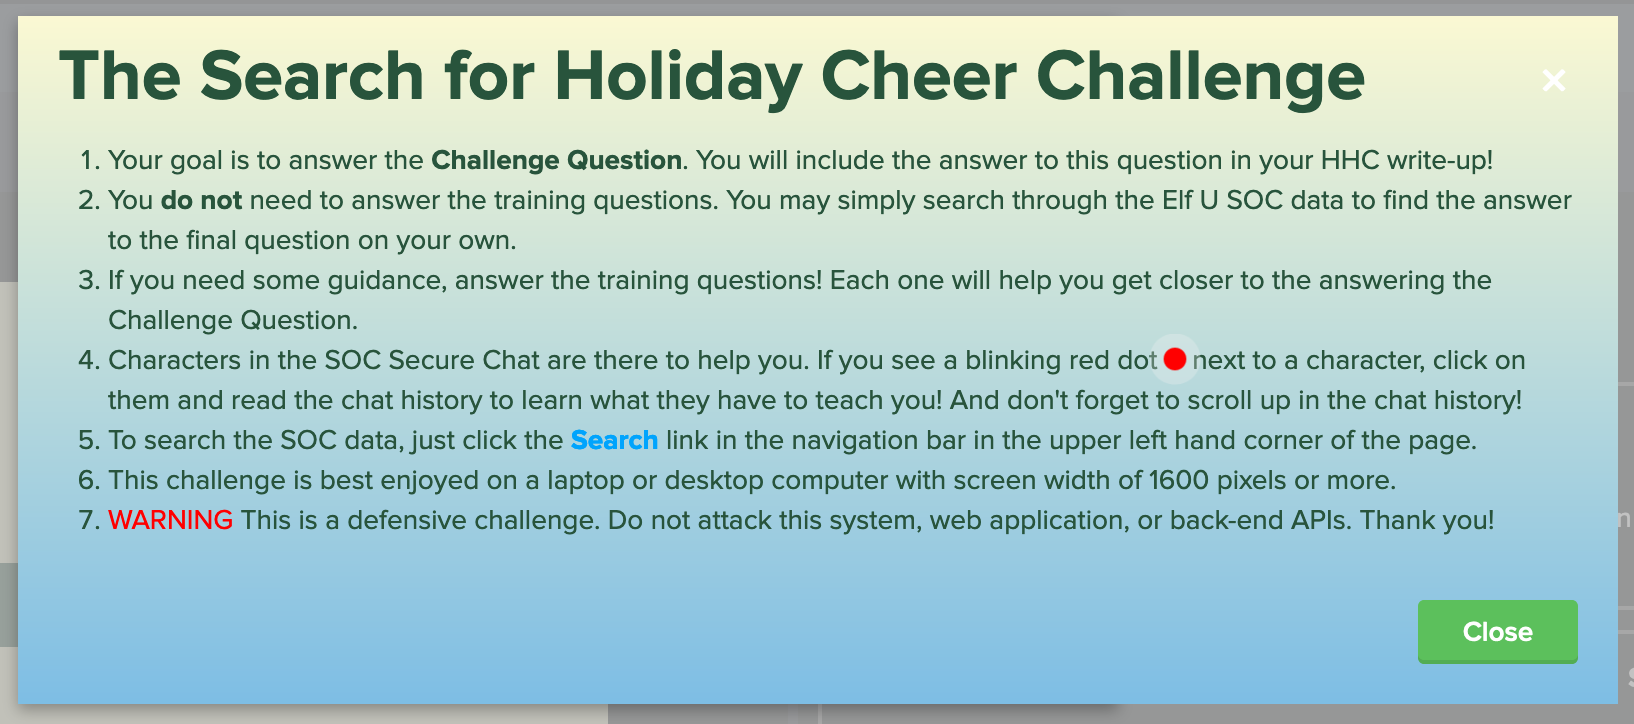 The Search for Holiday Cheer Challenge
1. Your goal is to answer the Challenge Question. You will include the answer to this question in your HHC write-up!
2. You do not need to answer the training questions. You may simply search through the Elf U SOC data to find the answer
to the final question on your own.
3. If you need some guidance, answer the training questions! Each one will help you get closer to the answering the
Challenge Question.
4. Characters in the SOC Secure Chat are there to help you. If you see a blinking red dot next to a character, click on
them and read the chat history to learn what they have to teach you! And don't forget to scroll up in the chat history!
5. To search the SOC data, just click the Search link in the navigation bar in the upper left hand corner of the page.
6. This challenge is best enjoyed on a laptop or desktop computer with screen width of 1600 pixels or more.
7. WARNING This is a defensive challenge. Do not attack this system, web application, or back-end APIs. Thank you!
Close